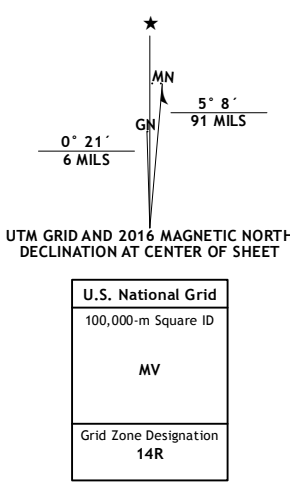 MN
GN
5° 8´
91 MILS
0° 21´
6 MILS
UTM GRID AND 2016 MAGNETIC NORTH
DECLINATION AT CENTER OF SHEET
U.S. National Grid
100,000-m Square ID
MV
Grid Zone Designation
14R